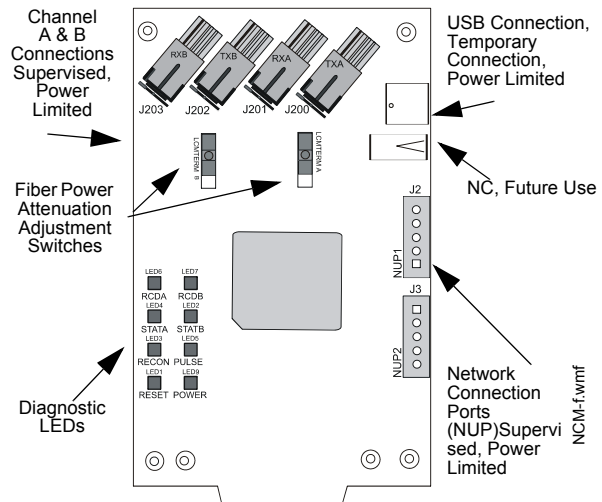 Channel
A & B
Connections
Supervised,
Power
Limited
USB Connection,
Temporary
Connection,
Power Limited
RXB
TXB
RXA
TXA
J203
J202
J201
J200
LCMTERM B
LCMTERM A
NC, Future Use
Fiber Power
Attenuation
Adjustment
Switches
J2
NUP1
J3
NUP2
LED6
LED7
RCDA
RCDB
LED4
LED2
STATA
STATB
LED3
LED5
RECON
PULSE
LED1
LED9
RESET
POWER
Diagnostic
LEDs
Network
Connection
Ports
(NUP)Supervi
sed, Power
Limited
NCM-f.wmf